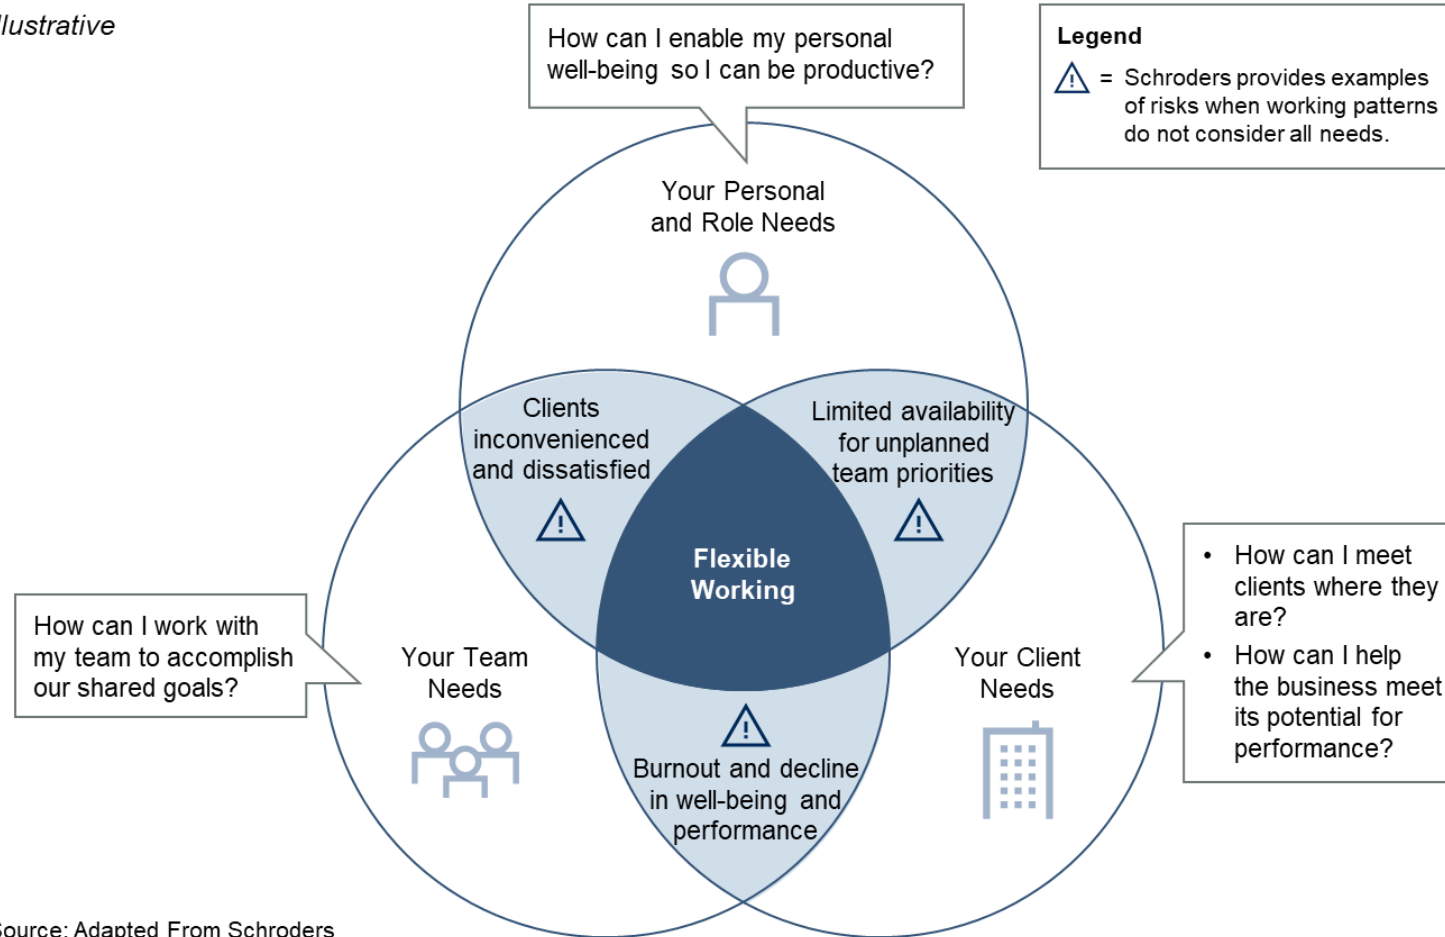 llustrative
How can I enable my personal
well-being so I can be productive?
Legend
= Schroders provides examples
of risks when working patterns
do not consider all needs.
Your Personal
and Role Needs
Clients
inconvenienced
and dissatisfied
Limited availability
for unplanned
team priorities
Flexible
Working
How can I work with
my team to accomplish
our shared goals?
Your Team
Needs
Your Client
Needs
• How can I meet
clients where they
are?
• How can I help
the business meet
its potential for
performance?
Burnout and decline
in well-being and
performance
Source: Adapted From Schroders